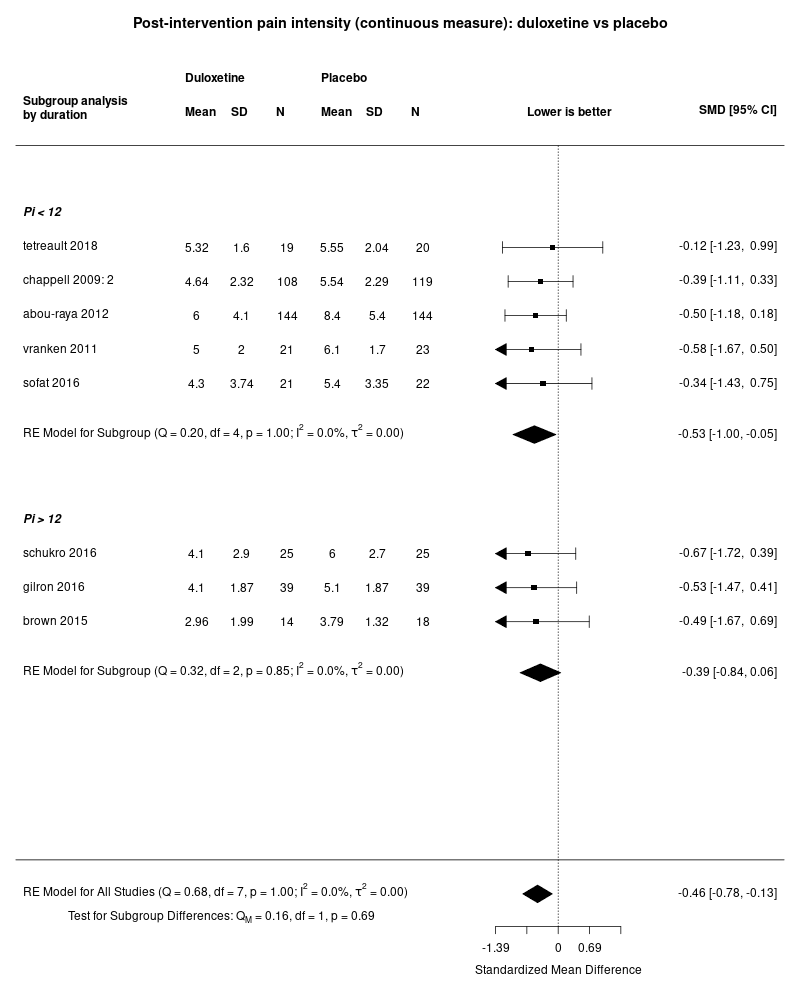 Post-intervention pain intensity (continuous measure): duloxetine vs placebo
Duloxetine Placebo
Subgroup analysis
by duration Mean SD N Mean SD N Lower is better SMD [95% CI]
Pi < 12
tetreault 2018 5.32 1.6 19 5.55 2.04 20 -0.12 [-1.23, 0.99]
chappell 2009: 2 4.64 2.32 108 5.54 2.29 119 -0.39 [-1.11, 0.33]
abou-raya 2012 6 4.1 144 8.4 5.4 144 -0.50 [-1.18, 0.18]
vranken 2011 5 2 21 6.1 1.7 23 -0.58 [-1.67, 0.50]
sofat 2016 4.3 3.74 21 5.4 3.35 22 -0.34 [-1.43, 0.75]
RE Model for Subgroup (Q = 0.20, df = 4, p = 1.00; I² = 0.0%, τ² = 0.00) -0.53 [-1.00, -0.05]
Pi > 12
schukro 2016 4.1 2.9 25 6 2.7 25 -0.67 [-1.72, 0.39]
gilron 2016 4.1 1.87 39 5.1 1.87 39 -0.53 [-1.47, 0.41]
brown 2015 2.96 1.99 14 3.79 1.32 18 -0.49 [-1.67, 0.69]
RE Model for Subgroup (Q = 0.32, df = 2, p = 0.85; I² = 0.0%, τ² = 0.00) -0.39 [-0.84, 0.06]
RE Model for All Studies (Q = 0.68, df = 7, p = 1.00; I² = 0.0%, τ² = 0.00) -0.46 [-0.78, -0.13]
Test for Subgroup Differences: Q_M = 0.16, df = 1, p = 0.69
-1.39 0 0.69
Standardized Mean Difference